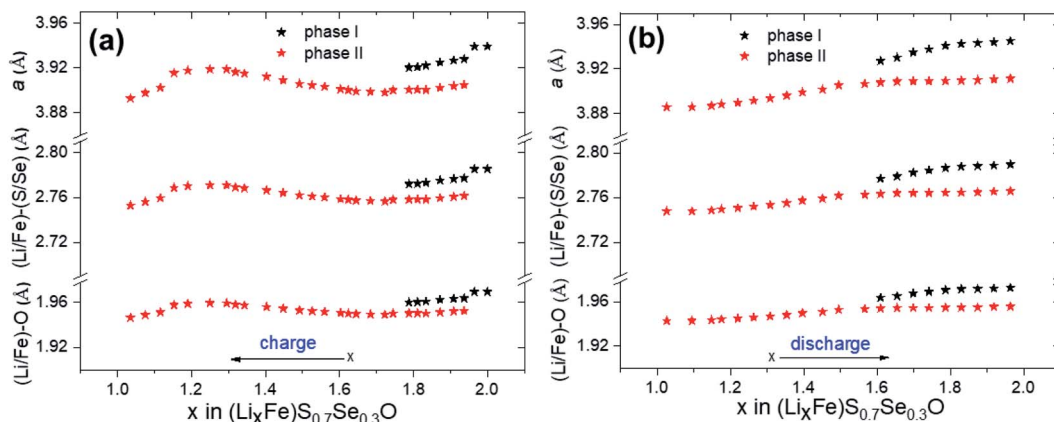 (a)
phase I
phase II
a (Å)
3.96
3.92
3.88
(Li/Fe)-(S/Se) (Å)
2.80
2.76
2.72
(Li/Fe)-O (Å)
1.96
1.92
charge
x
1.0 1.2 1.4 1.6 1.8 2.0
x in (LiXFe)S0.7Se0.3O
(b)
phase I
phase II
a (Å)
3.96
3.92
3.88
(Li/Fe)-(S/Se) (Å)
2.80
2.76
2.72
(Li/Fe)-O (Å)
1.96
1.92
discharge
x
1.0 1.2 1.4 1.6 1.8 2.0
x in (LiXFe)S0.7Se0.3O